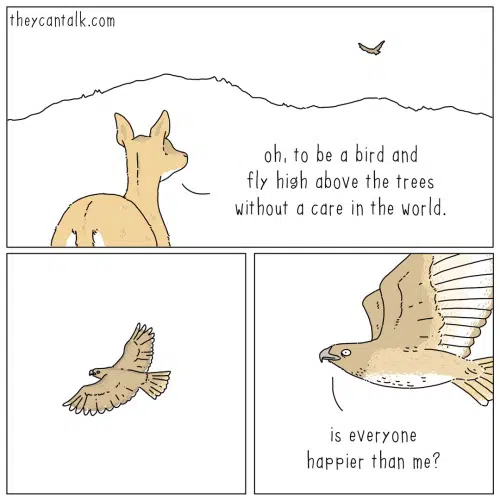 theycantalk.com
oh, to be a bird and
fly high above the trees
without a care in the world.
is everyone
happier than me?